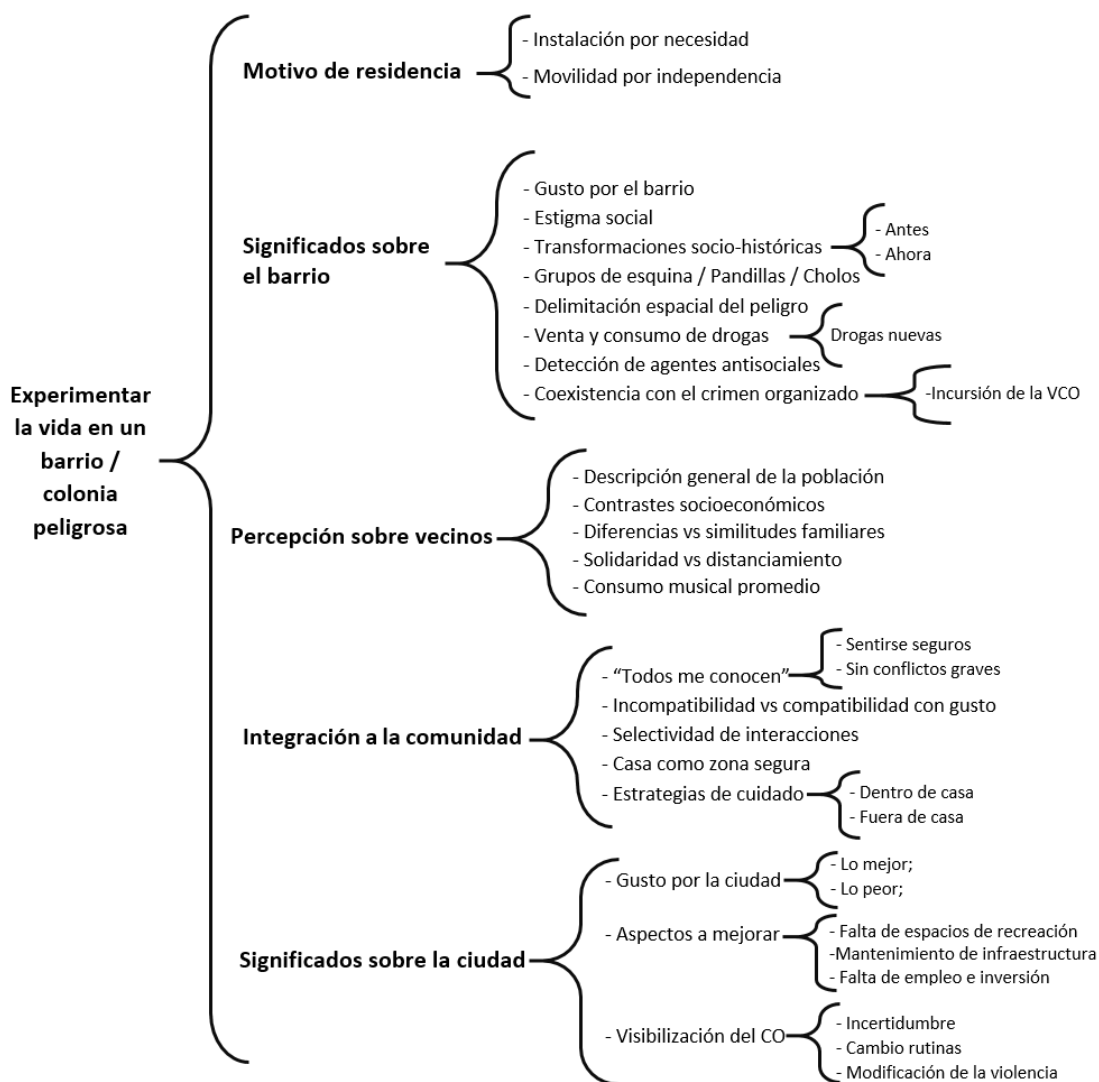 Experimentar
la vida en un
barrio /
colonia
peligrosa
Motivo de residencia
- Instalación por necesidad
- Movilidad por independencia
Significados sobre
el barrio
- Gusto por el barrio
- Estigma social
- Transformaciones socio-históricas
- Antes
- Ahora
- Grupos de esquina / Pandillas / Cholos
- Delimitación espacial del peligro
- Venta y consumo de drogas
Drogas nuevas
- Detección de agentes antisociales
- Coexistencia con el crimen organizado
-Incursión de la VCO
Percepción sobre vecinos
- Descripción general de la población
- Contrastes socioeconómicos
- Diferencias vs similitudes familiares
- Solidaridad vs distanciamiento
- Consumo musical promedio
Integración a la comunidad
- “Todos me conocen”
- Sentirse seguros
- Sin conflictos graves
- Incompatibilidad vs compatibilidad con gusto
- Selectividad de interacciones
- Casa como zona segura
- Estrategias de cuidado
- Dentro de casa
- Fuera de casa
Significados sobre la ciudad
- Gusto por la ciudad
- Lo mejor;
- Lo peor;
- Aspectos a mejorar
- Falta de espacios de recreación
-Mantenimiento de infraestructura
- Falta de empleo e inversión
- Visibilización del CO
- Incertidumbre
- Cambio rutinas
- Modificación de la violencia